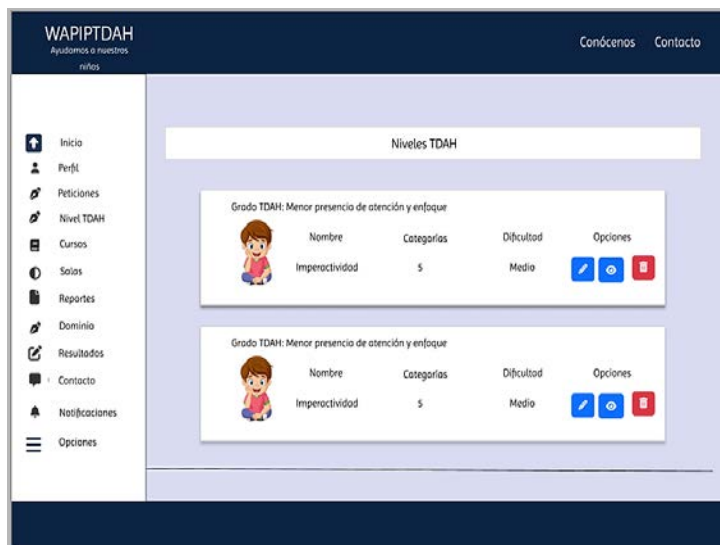 WAPIPTDAH
Ayudamos a nuestros
niños
Conócenos Contacto
Inicio
Perfil
Peticiones
Nivel TDAH
Cursos
Salas
Reportes
Dominio
Resultados
Contacto
Notificaciones
Opciones
Niveles TDAH
Grado TDAH: Menor presencia de atención y enfoque
Nombre Categorías Dificultad Opciones
Imperactividad 5 Medio
Grado TDAH: Menor presencia de atención y enfoque
Nombre Categorías Dificultad Opciones
Imperactividad 5 Medio